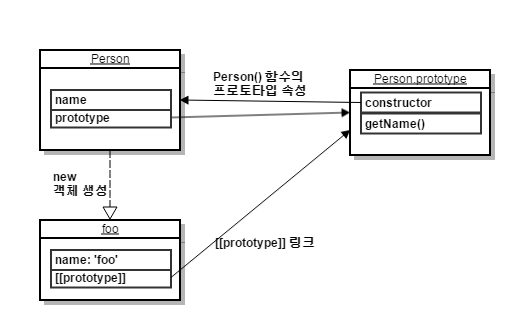 Person
name
prototype
Person() 함수의
프로토타입 속성
Person.prototype
constructor
getName()
new
객체 생성
foo
name: 'foo'
[[prototype]]
[[prototype]] 링크